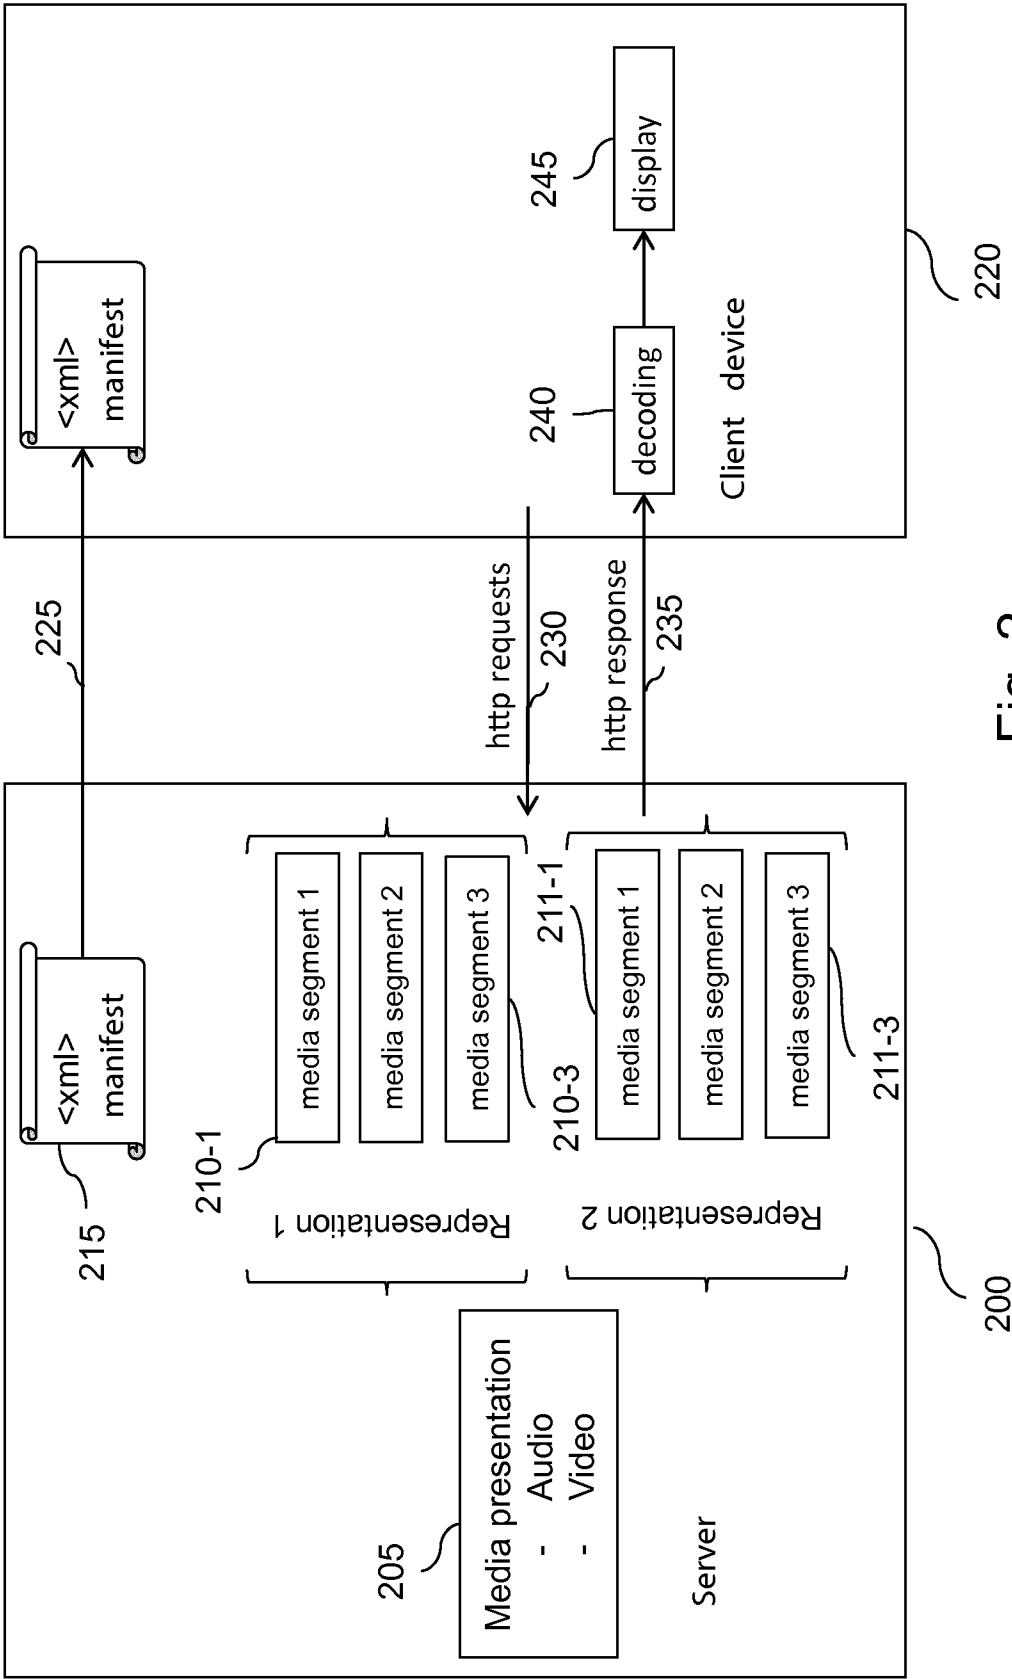 215
<xml>
manifest
225
<xml>
manifest
205
Media presentation
- Audio
- Video
Server
200
Representation 1
210-1
media segment 1
media segment 2
media segment 3
210-3
Representation 2
211-1
media segment 1
media segment 2
media segment 3
211-3
http requests
230
http response
235
240
decoding
245
display
Client device
220